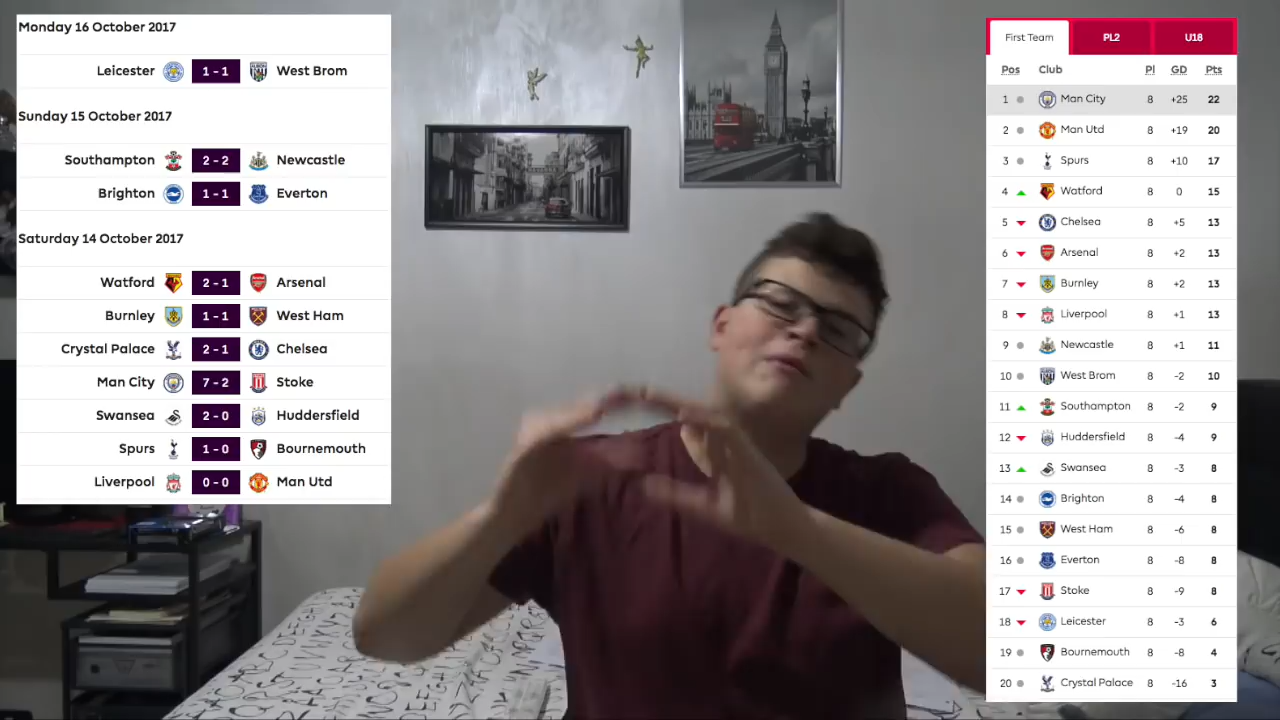 Monday 16 October 2017
Leicester 1 - 1 West Brom
Sunday 15 October 2017
Southampton 2 - 2 Newcastle
Brighton 1 - 1 Everton
Saturday 14 October 2017
Watford 2 - 1 Arsenal
Burnley 1 - 1 West Ham
Crystal Palace 2 - 1 Chelsea
Man City 7 - 2 Stoke
Swansea 2 - 0 Huddersfield
Spurs 1 - 0 Bournemouth
Liverpool 0 - 0 Man Utd
First Team PL2 U18
Pos Club Pl GD Pts
1 Man City 8 +25 22
2 Man Utd 8 +19 20
3 Spurs 8 +10 17
4 Watford 8 0 15
5 Chelsea 8 +5 13
6 Arsenal 8 +2 13
7 Burnley 8 +2 13
8 Liverpool 8 +1 13
9 Newcastle 8 +1 11
10 West Brom 8 -2 10
11 Southampton 8 -2 9
12 Huddersfield 8 -4 9
13 Swansea 8 -3 8
14 Brighton 8 -4 8
15 West Ham 8 -6 8
16 Everton 8 -8 8
17 Stoke 8 -9 8
18 Leicester 8 -3 6
19 Bournemouth 8 -8 4
20 Crystal Palace 8 -16 3